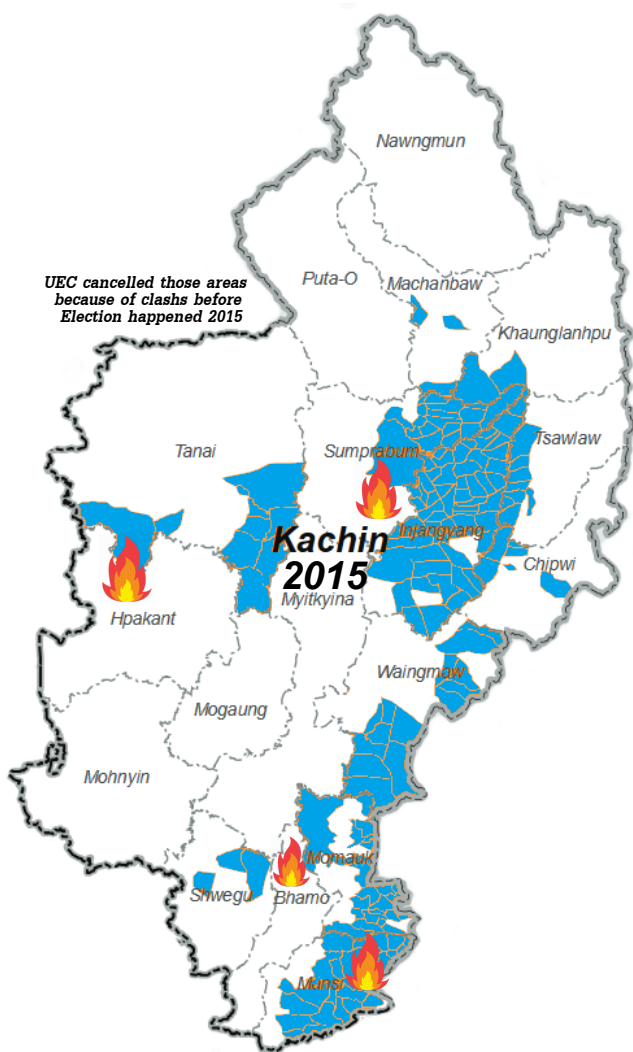 Nawngmun
Puta-O
Machanbaw
UEC cancelled those areas
because of clashs before
Election happened 2015
Khaunglanhpu
Tanai
Sumprabum
Tsawlaw
Injangyang
Kachin
2015
Chipwi
Hpakant
Myitkyina
Waingmaw
Mogaung
Mohnyin
Momauk
Shwegu
Bhamo
Mansi